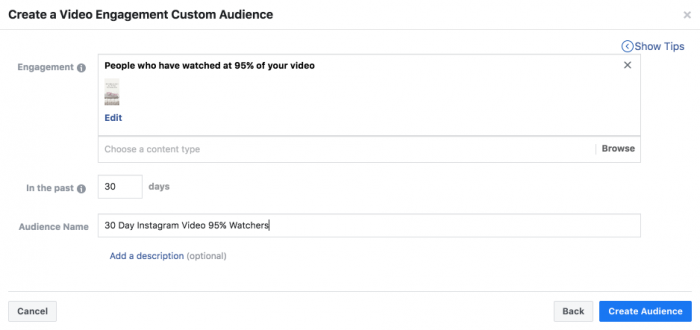 Create a Video Engagement Custom Audience
Show Tips
Engagement
People who have watched at 95% of your video
Edit
Choose a content type Browse
In the past 30 days
Audience Name 30 Day Instagram Video 95% Watchers
Add a description (optional)
Cancel Back Create Audience